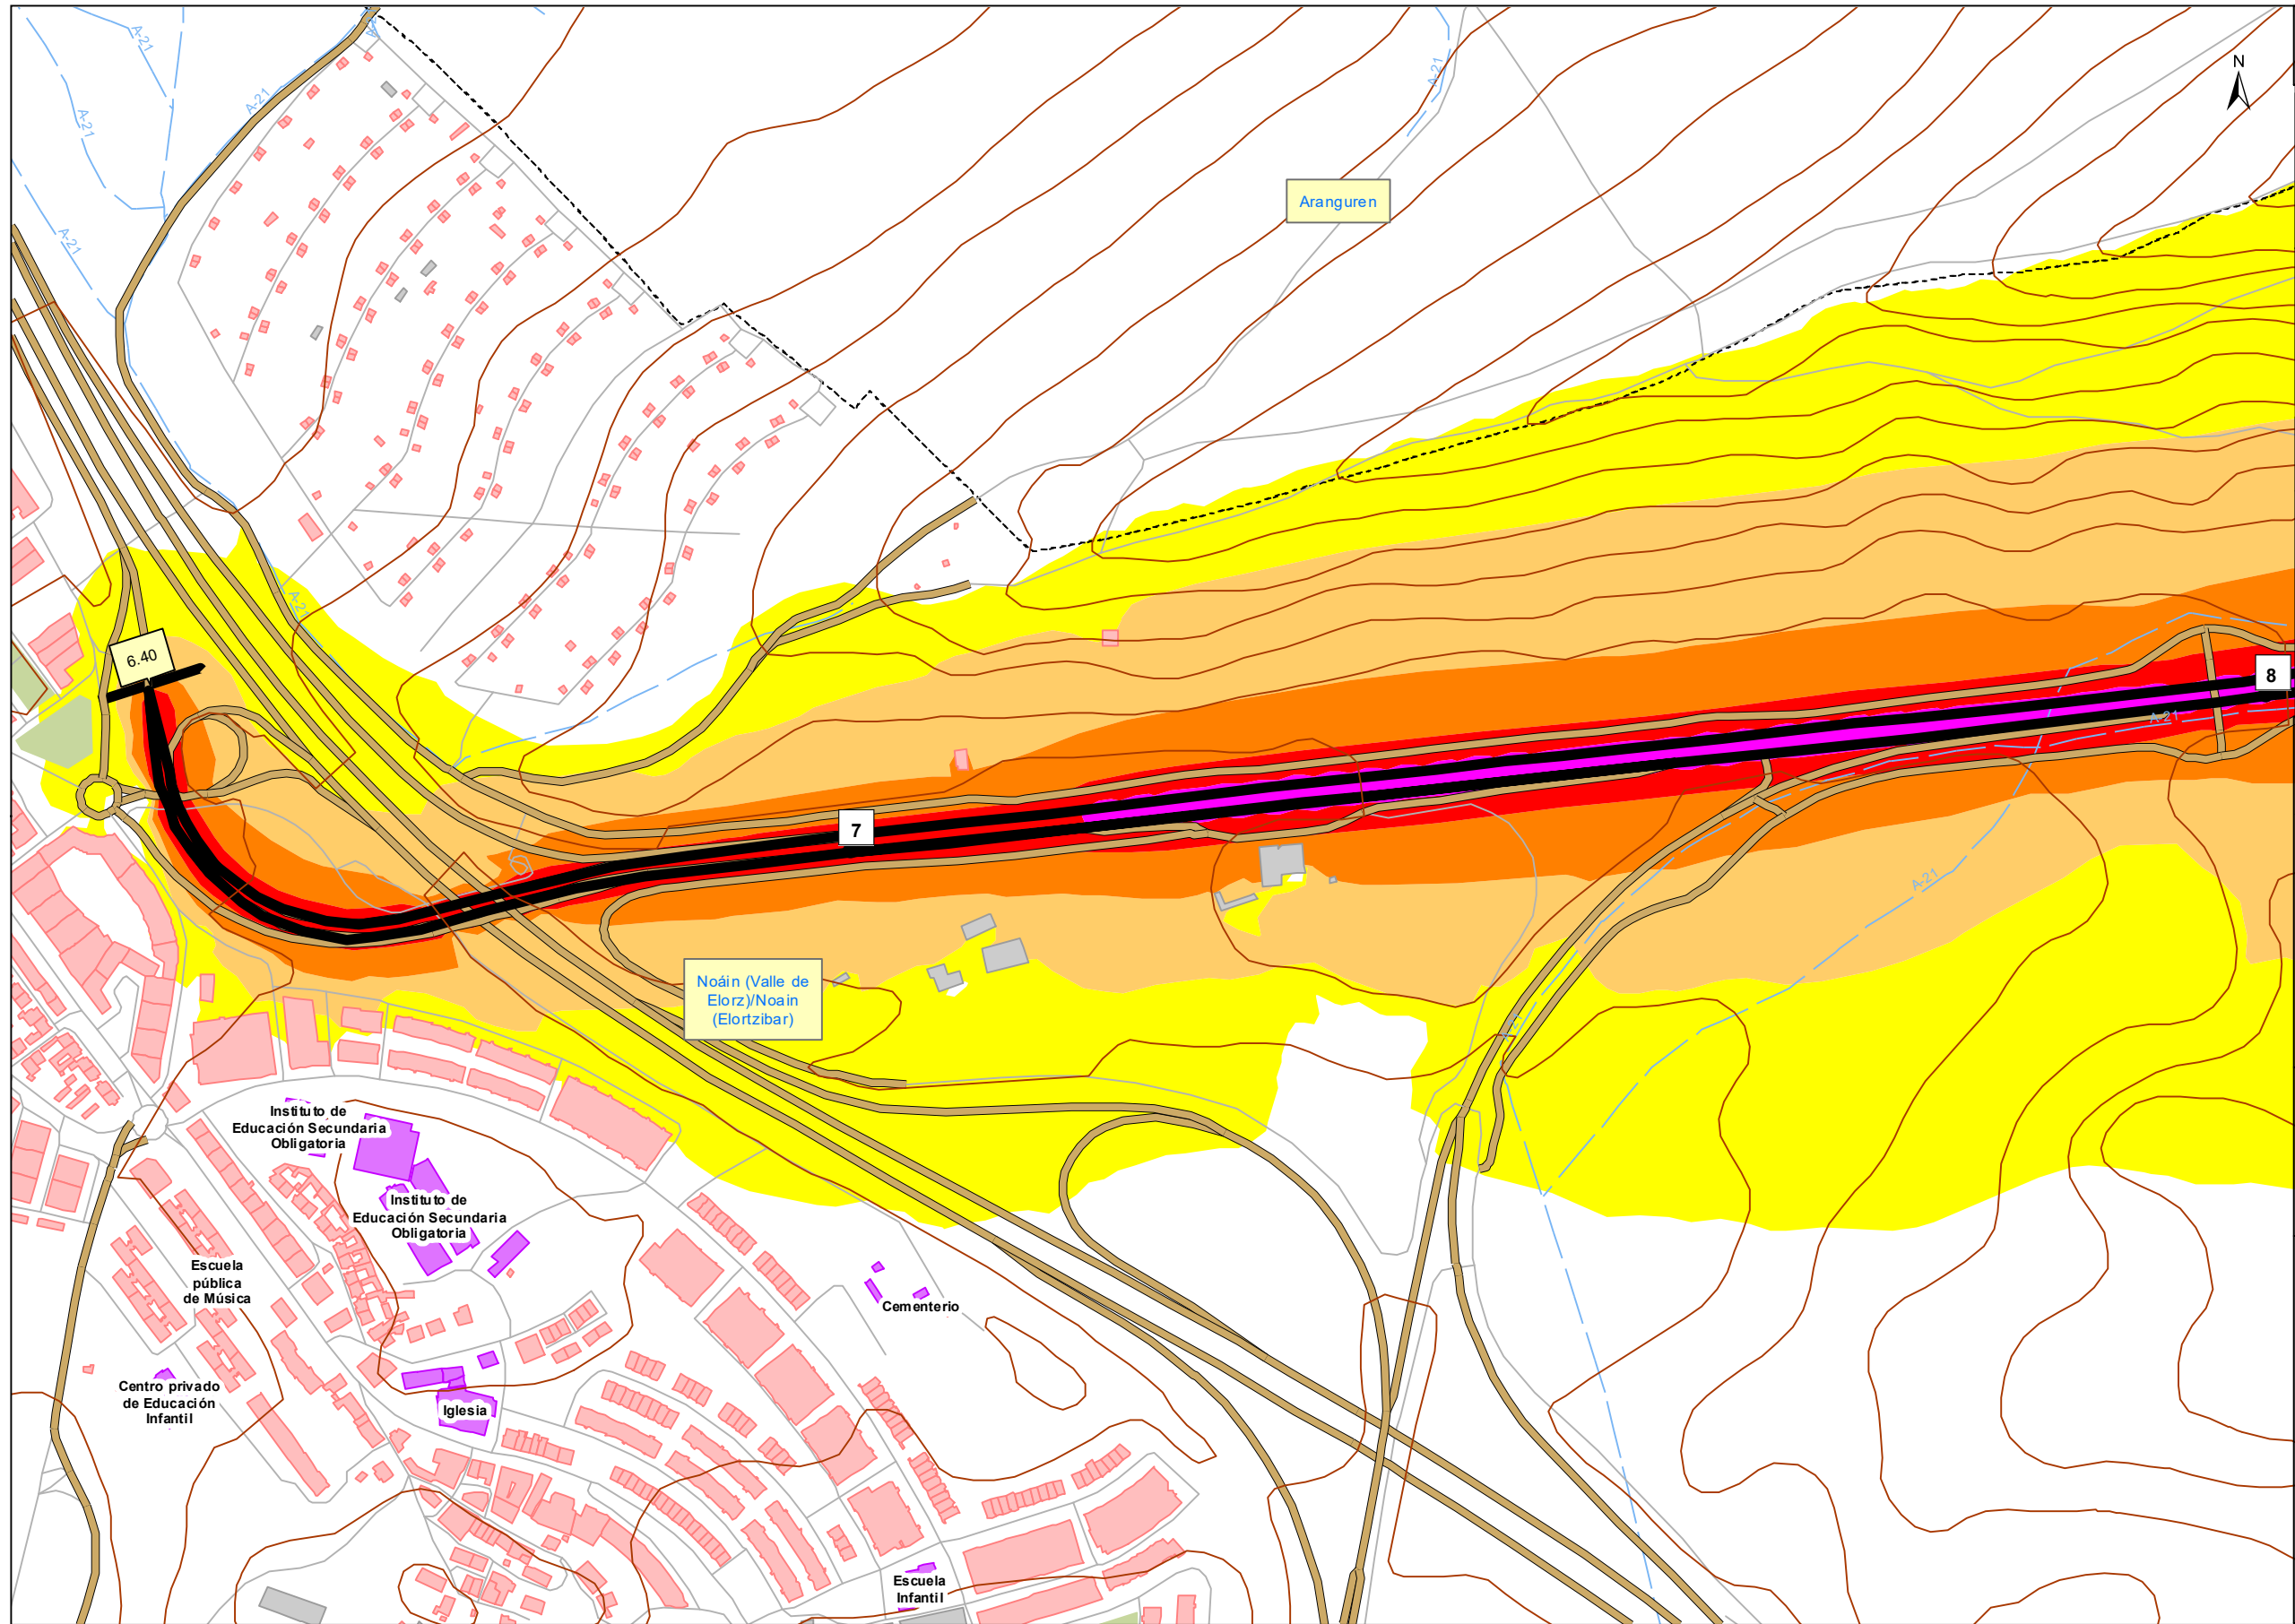 A-21
A-21
A-21
A-21
A-21
A-21
N
Aranguren
A-21
6.40
8
A-21
7
A-21
Noáin (Valle de
Elorz)/Noain
(Elortzibar)
A-21
Instituto de
Educación Secundaria
Obligatoria
Instituto de
Educación Secundaria
Obligatoria
Escuela
pública
de Música
Cementerio
Centro privado
de Educación
Infantil
Iglesia
Escuela
Infantil